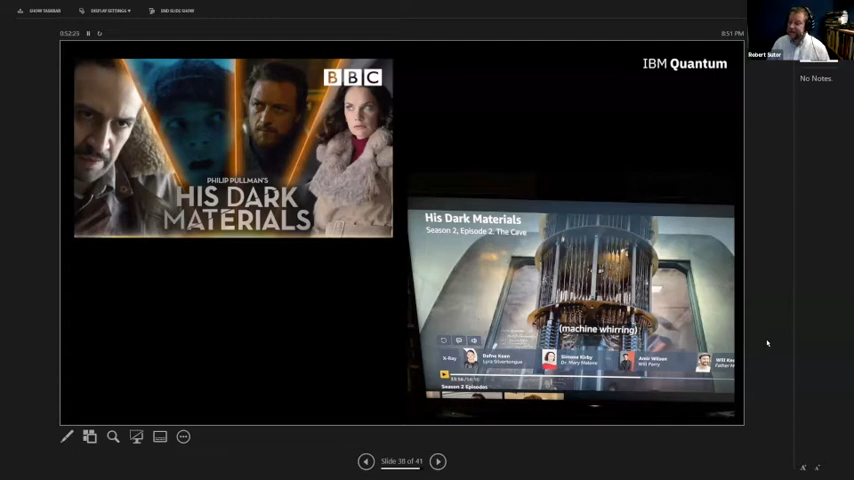 SHOW TASKBAR
DISPLAY SETTINGS
END SLIDE SHOW
0:52:23
8:51 PM
Robert Sutor
No Notes.
BBC
IBM Quantum
PHILIP PULLMAN'S
HIS DARK
MATERIALS
His Dark Materials
Season 2, Episode 2, The Cave
(machine whirring)
X-Ray
Dafne Keen
Lyra Silvertongue
Simone Kirby
Dr. Mary Malone
Amir Wilson
Will Parry
Will
Father
Season 2 Episodes
Slide 38 of 41
A A